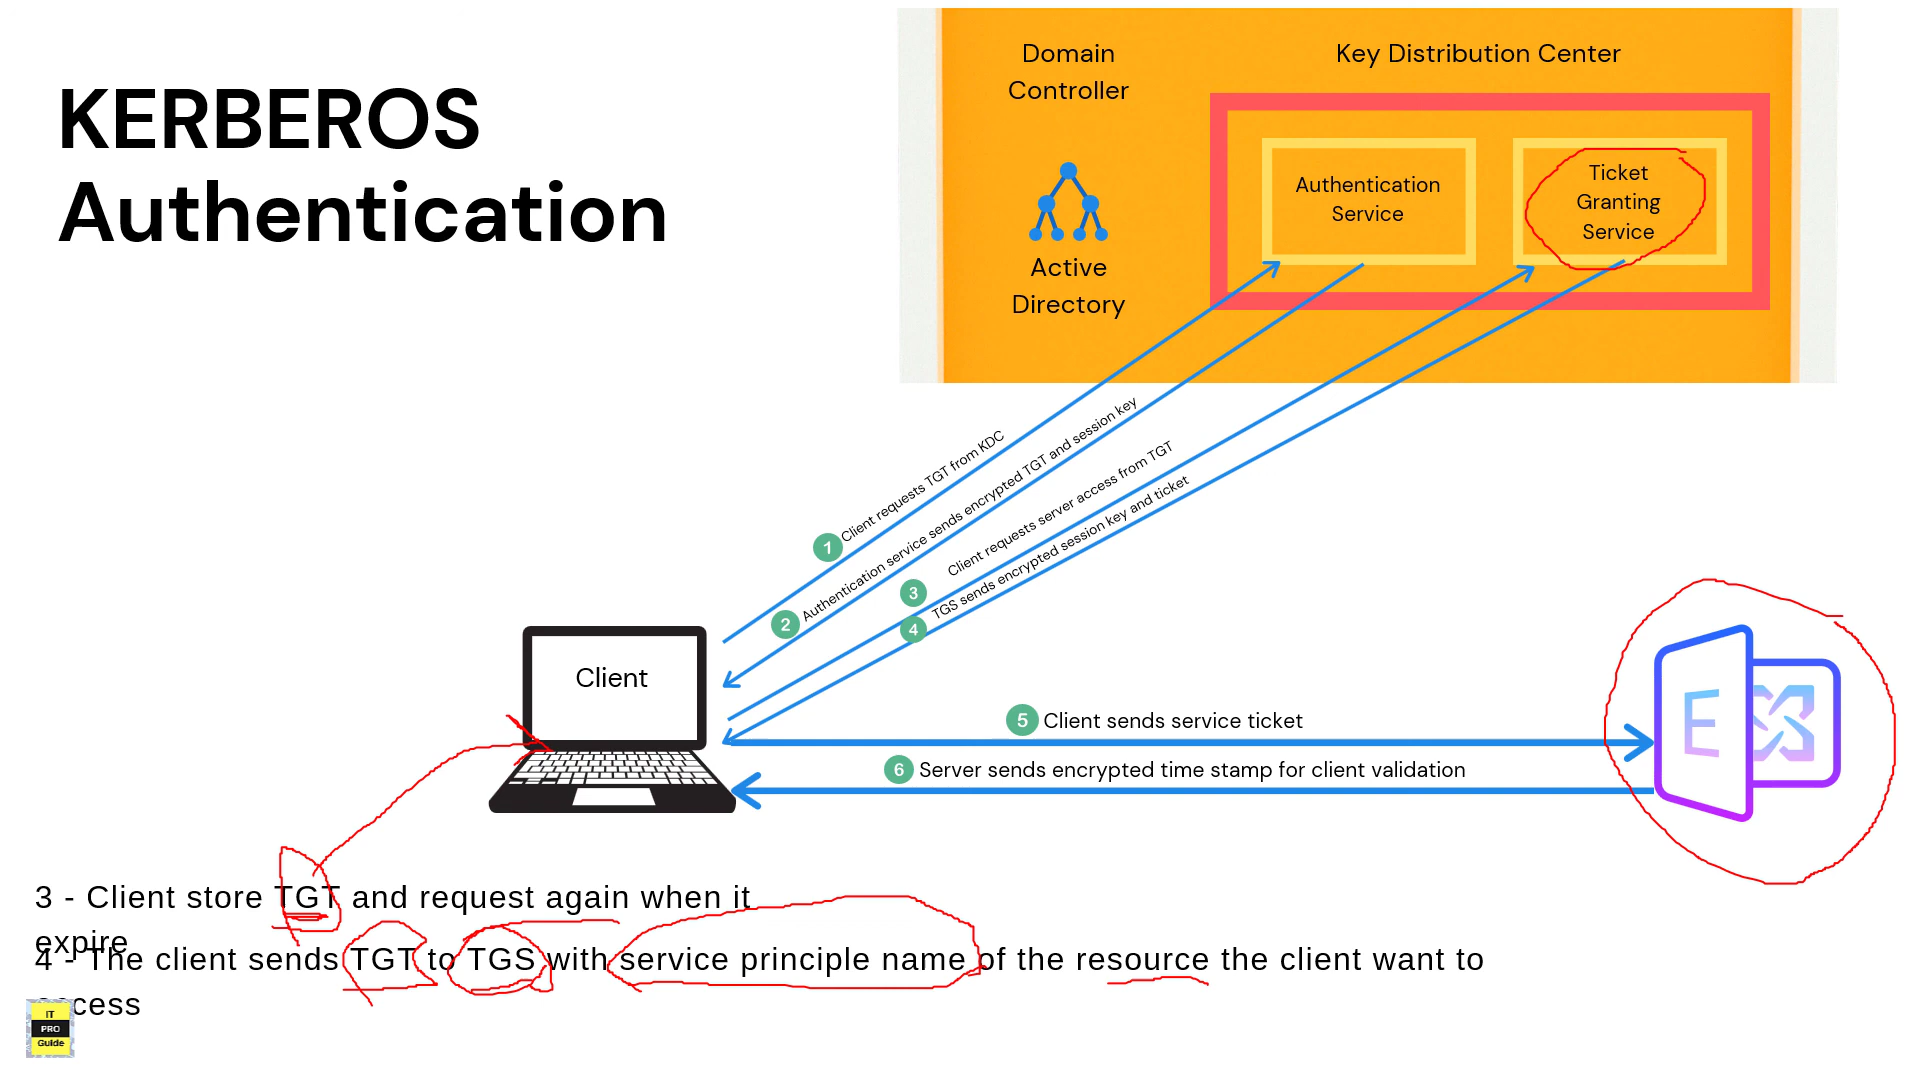 KERBEROS
Authentication
Domain
Controller
Key Distribution Center
Authentication
Service
Ticket
Granting
Service
Active
Directory
1 Client requests TGT from KDC
2 Authentication service sends encrypted TGT and session key
3 Client requests server access from TGT
4 TGS sends encrypted session key and ticket
Client
5 Client sends service ticket
6 Server sends encrypted time stamp for client validation
E
3 - Client store TGT and request again when it
expire
4 - The client sends TGT to TGS with service principle name of the resource the client want to
access
IT
PRO
Guide